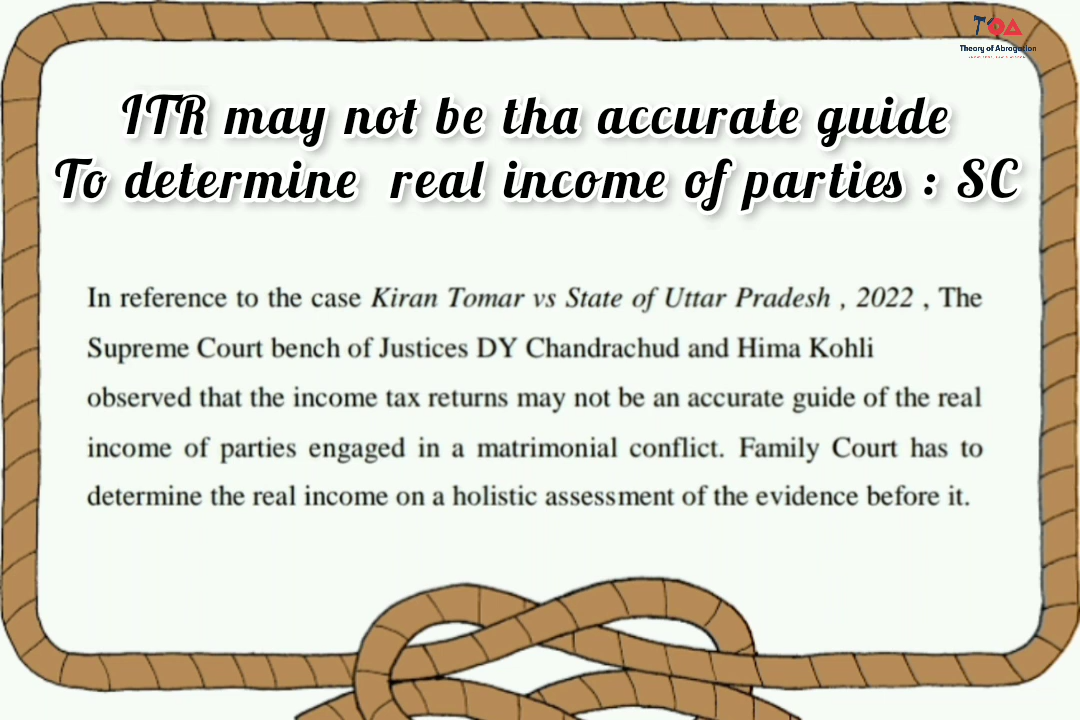 TOA
Theory of Abrogation
ITR may not be tha accurate guide
To determine real income of parties : SC
In reference to the case Kiran Tomar vs State of Uttar Pradesh , 2022 , The
Supreme Court bench of Justices DY Chandrachud and Hima Kohli
observed that the income tax returns may not be an accurate guide of the real
income of parties engaged in a matrimonial conflict. Family Court has to
determine the real income on a holistic assessment of the evidence before it.